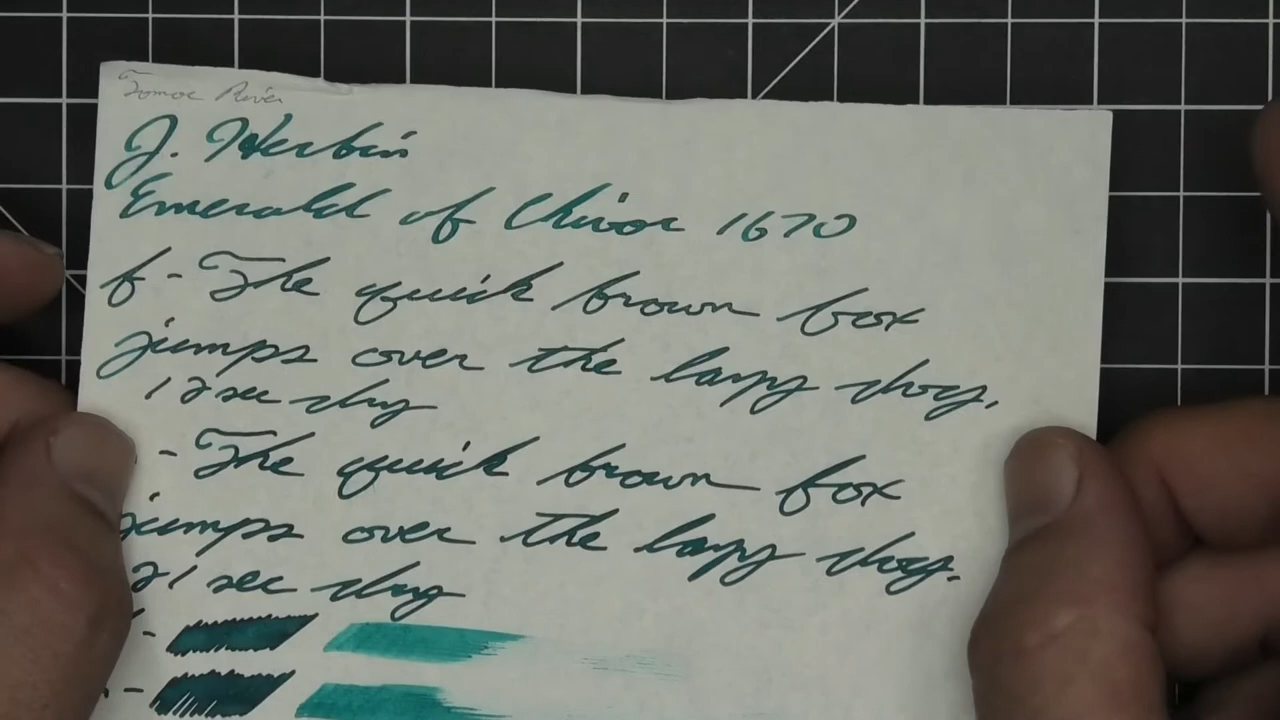 Tomoe River
J. Herbin
Emerald of Chivor 1670
f - The quick brown fox
jumps over the lazy dog.
12 sec dry
- The quick brown fox
jumps over the lazy dog.
21 sec dry
-
-